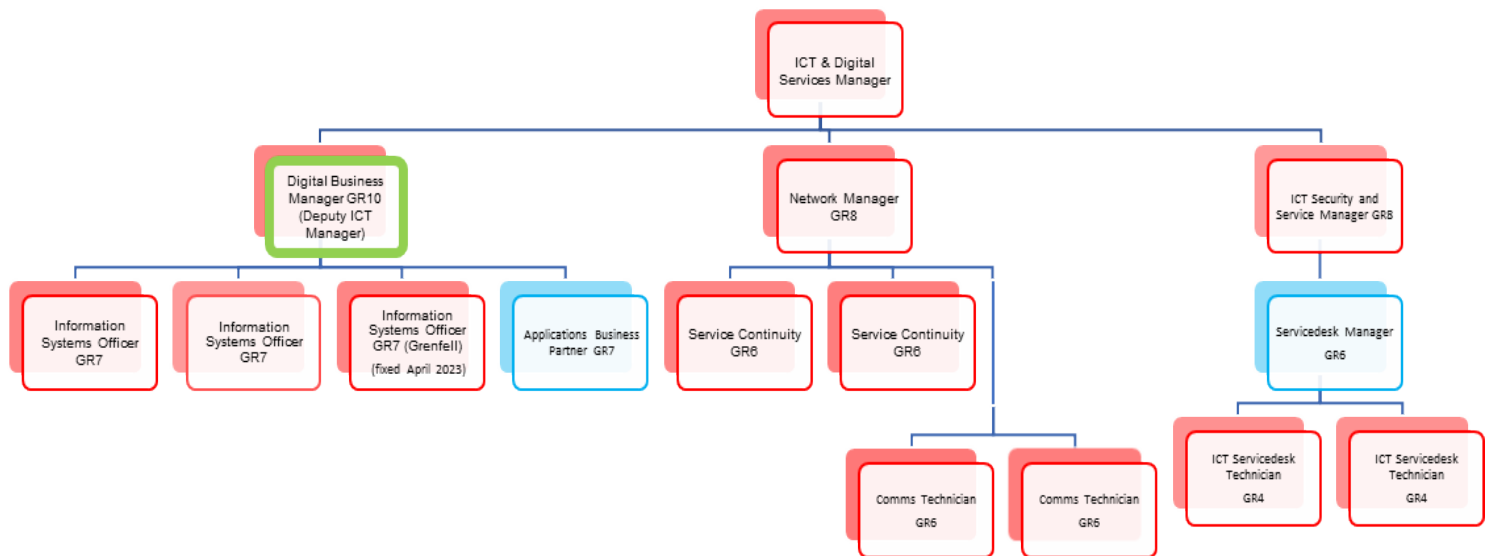 ICT & Digital
Services Manager
Digital Business
Manager GR10
(Deputy ICT
Manager)
Network Manager
GR8
ICT Security and
Service Manager GR8
Information
Systems Officer
GR7
Information
Systems Officer
GR7
Information
Systems Officer
GR7 (Grenfell)
(fixed April 2023)
Applications Business
Partner GR7
Service Continuity
GR6
Service Continuity
GR6
Servicedesk Manager
GR6
Comms Technician
GR6
Comms Technician
GR6
ICT Servicedesk
Technician
GR4
ICT Servicedesk
Technician
GR4